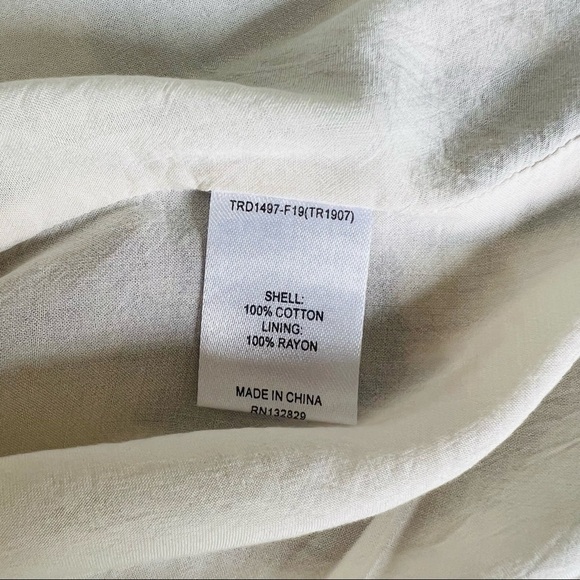 TRD1497-F19(TR1907)
SHELL:
100% COTTON
LINING:
100% RAYON
MADE IN CHINA
RN132829